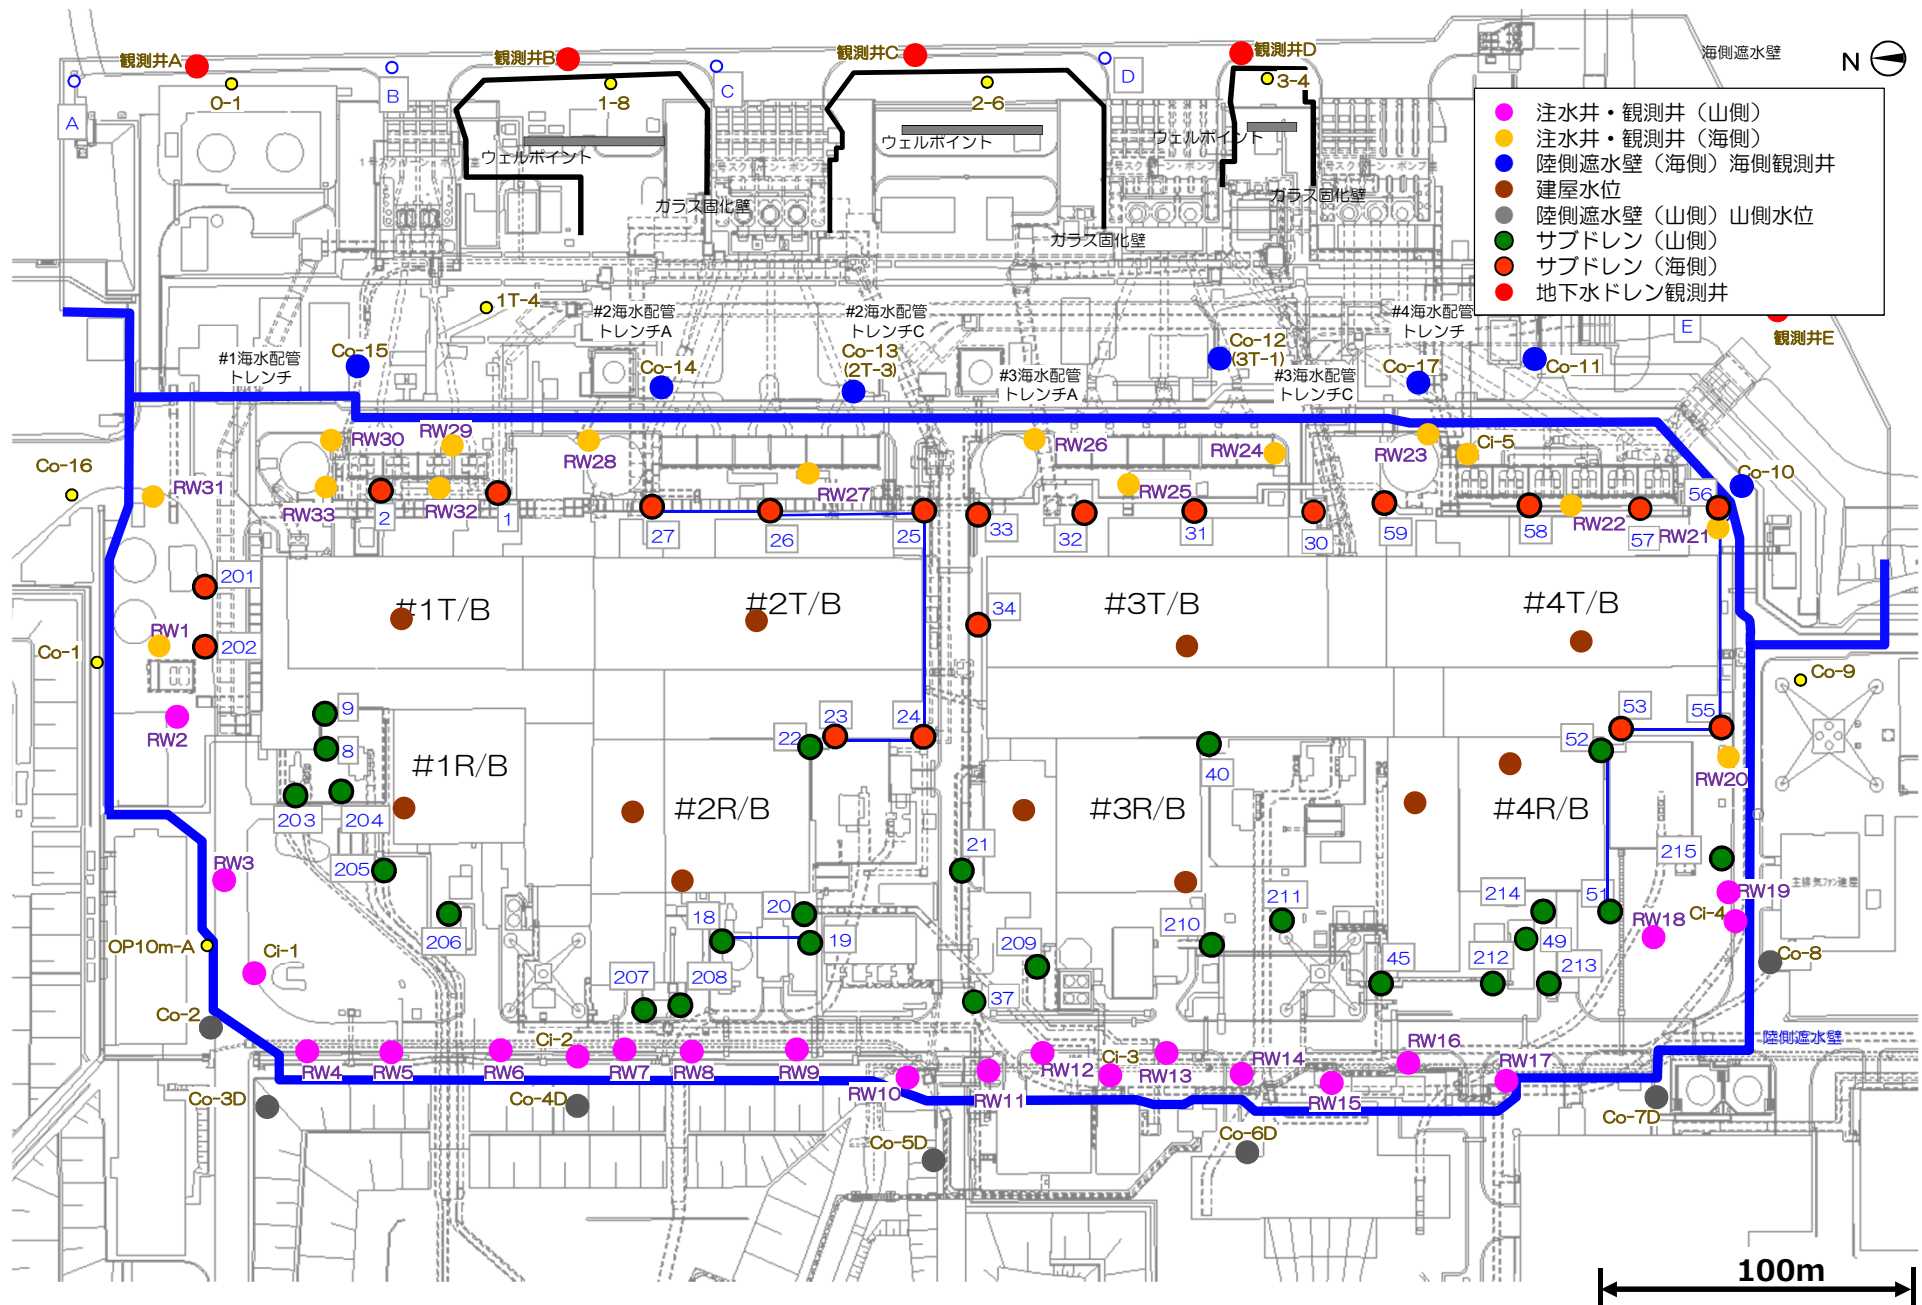 観測井A
観測井B
観測井C
観測井D
海側遮水壁
N
A
0-1
B
1-8
C
2-6
D
3-4
注水井・観測井（山側）
注水井・観測井（海側）
陸側遮水壁（海側）海側観測井
建屋水位
陸側遮水壁（山側）山側水位
サブドレン（山側）
サブドレン（海側）
地下水ドレン観測井
ウェルポイント
ウェルポイント
ウェルポイント
ガラス固化壁
ガラス固化壁
ガラス固化壁
1T-4
#2海水配管
トレンチA
#2海水配管
トレンチC
#4海水配管
トレンチ
E
観測井E
#1海水配管
トレンチ
Co-15
Co-14
Co-13
(2T-3)
#3海水配管
トレンチA
Co-12
(3T-1)
#3海水配管
トレンチC
Co-17
Co-11
RW30
RW29
RW28
RW26
RW24
RW23
Ci-5
Co-16
RW31
RW33
2
RW32
1
27
26
RW27
25
33
32
RW25
31
30
59
58
RW22
57
RW21
56
Co-10
201
#1T/B
#2T/B
34
#3T/B
#4T/B
RW1
202
Co-1
Co-9
RW2
9
8
#1R/B
22
23
24
40
52
53
55
RW20
203
204
#2R/B
#3R/B
#4R/B
RW3
205
21
215
主排気ファン建屋
206
18
20
19
210
211
214
51
RW18
RW19
Ci-4
OP10m-A
Ci-1
207
208
209
37
45
212
49
213
Co-8
Co-2
陸側遮水壁
RW4
RW5
RW6
Ci-2
RW7
RW8
RW9
RW10
RW11
RW12
Ci-3
RW13
RW14
RW15
RW16
RW17
Co-3D
Co-4D
Co-5D
Co-6D
Co-7D
100m